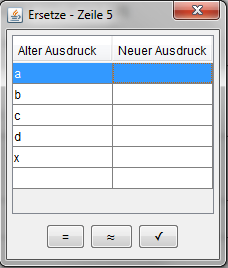 Ersetze - Zeile 5
Alter Ausdruck Neuer Ausdruck
a
b
c
d
x
= ≈ ✓